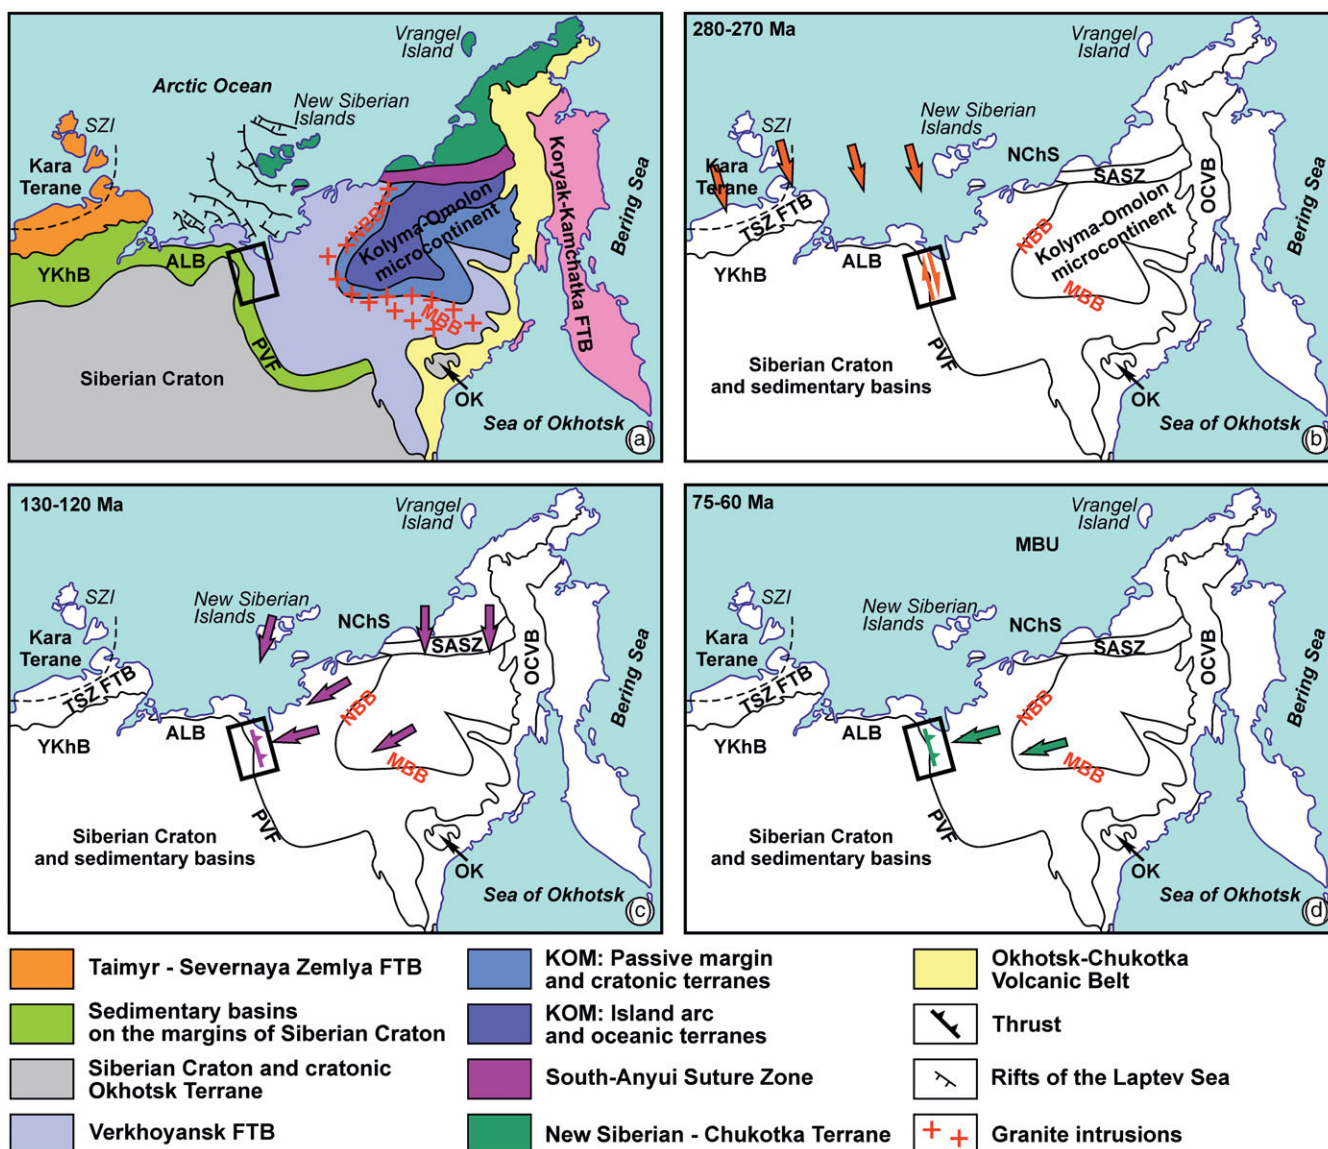 Vrangel
Island
Arctic Ocean
New Siberian
Islands
SZI
Kara
Terane
YKhB
ALB
NBB
Kolyma-Omolon
microcontinent
MBB
PVF
Koryak-Kamchatka FTB
Bering Sea
Siberian Craton
OK
Sea of Okhotsk
a
280-270 Ma
Vrangel
Island
SZI
New Siberian
Islands
Kara
Terane
NChS
SASZ
OCVB
TSZ FTB
YKhB
ALB
NBB
Kolyma-Omolon
microcontinent
MBB
PVF
Bering Sea
Siberian Craton
and sedimentary basins
OK
Sea of Okhotsk
b
130-120 Ma
Vrangel
Island
SZI
New Siberian
Islands
NChS
Kara
Terane
SASZ
OCVB
TSZ FTB
YKhB
ALB
NBB
MBB
PVF
Bering Sea
Siberian Craton
and sedimentary basins
OK
Sea of Okhotsk
c
75-60 Ma
Vrangel
Island
MBU
SZI
New Siberian
Islands
NChS
Kara
Terane
SASZ
OCVB
TSZ FTB
YKhB
ALB
NBB
MBB
PVF
Bering Sea
Siberian Craton
and sedimentary basins
OK
Sea of Okhotsk
d
Taimyr - Severnaya Zemlya FTB
Sedimentary basins
on the margins of Siberian Craton
Siberian Craton and cratonic
Okhotsk Terrane
Verkhoyansk FTB
KOM: Passive margin
and cratonic terranes
KOM: Island arc
and oceanic terranes
South-Anyui Suture Zone
New Siberian - Chukotka Terrane
Okhotsk-Chukotka
Volcanic Belt
Thrust
Rifts of the Laptev Sea
Granite intrusions